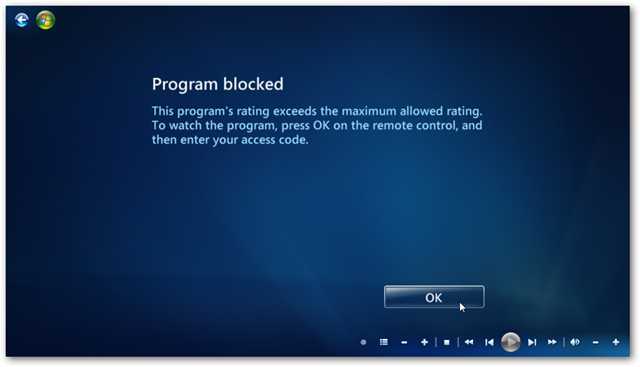 Program blocked
This program's rating exceeds the maximum allowed rating.
To watch the program, press OK on the remote control, and
then enter your access code.
OK